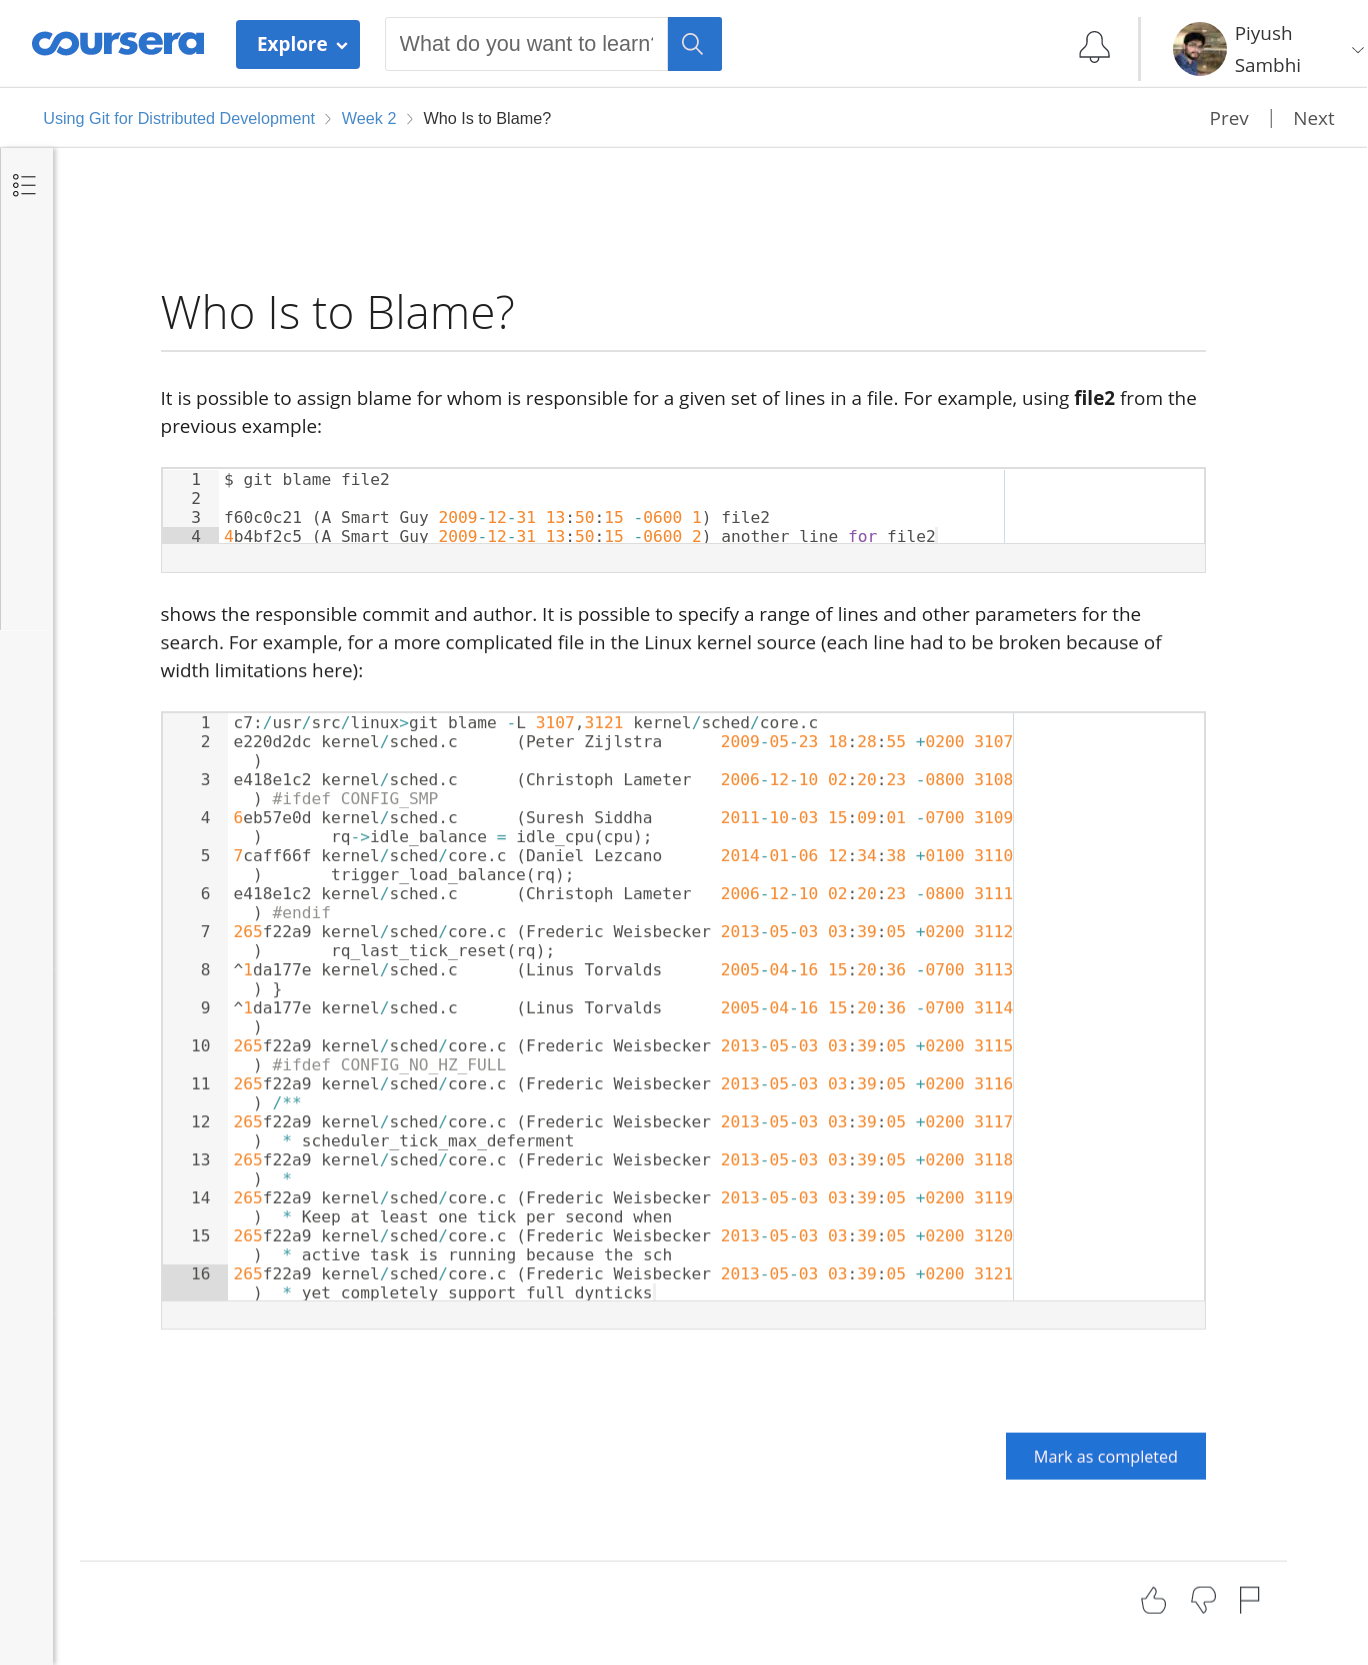 coursera
Explore
What do you want to learn?
Piyush
Sambhi
Using Git for Distributed Development > Week 2 > Who Is to Blame?
Prev | Next
Who Is to Blame?
It is possible to assign blame for whom is responsible for a given set of lines in a file. For example, using file2 from the
previous example:
1 $ git blame file2
2
3 f60c0c21 (A Smart Guy 2009-12-31 13:50:15 -0600 1) file2
4 4b4bf2c5 (A Smart Guy 2009-12-31 13:50:15 -0600 2) another line for file2
shows the responsible commit and author. It is possible to specify a range of lines and other parameters for the
search. For example, for a more complicated file in the Linux kernel source (each line had to be broken because of
width limitations here):
1 c7:/usr/src/linux>git blame -L 3107,3121 kernel/sched/core.c
2 e220d2dc kernel/sched.c      (Peter Zijlstra      2009-05-23 18:28:55 +0200 3107
)
3 e418e1c2 kernel/sched.c      (Christoph Lameter   2006-12-10 02:20:23 -0800 3108
) #ifdef CONFIG_SMP
4 6eb57e0d kernel/sched.c      (Suresh Siddha       2011-10-03 15:09:01 -0700 3109
)       rq->idle_balance = idle_cpu(cpu);
5 7caff66f kernel/sched/core.c (Daniel Lezcano      2014-01-06 12:34:38 +0100 3110
)       trigger_load_balance(rq);
6 e418e1c2 kernel/sched.c      (Christoph Lameter   2006-12-10 02:20:23 -0800 3111
) #endif
7 265f22a9 kernel/sched/core.c (Frederic Weisbecker 2013-05-03 03:39:05 +0200 3112
)       rq_last_tick_reset(rq);
8 ^1da177e kernel/sched.c      (Linus Torvalds      2005-04-16 15:20:36 -0700 3113
) }
9 ^1da177e kernel/sched.c      (Linus Torvalds      2005-04-16 15:20:36 -0700 3114
)
10 265f22a9 kernel/sched/core.c (Frederic Weisbecker 2013-05-03 03:39:05 +0200 3115
) #ifdef CONFIG_NO_HZ_FULL
11 265f22a9 kernel/sched/core.c (Frederic Weisbecker 2013-05-03 03:39:05 +0200 3116
) /**
12 265f22a9 kernel/sched/core.c (Frederic Weisbecker 2013-05-03 03:39:05 +0200 3117
)  * scheduler_tick_max_deferment
13 265f22a9 kernel/sched/core.c (Frederic Weisbecker 2013-05-03 03:39:05 +0200 3118
)  *
14 265f22a9 kernel/sched/core.c (Frederic Weisbecker 2013-05-03 03:39:05 +0200 3119
)  * Keep at least one tick per second when
15 265f22a9 kernel/sched/core.c (Frederic Weisbecker 2013-05-03 03:39:05 +0200 3120
)  * active task is running because the sch
16 265f22a9 kernel/sched/core.c (Frederic Weisbecker 2013-05-03 03:39:05 +0200 3121
)  * yet completely support full dynticks
Mark as completed